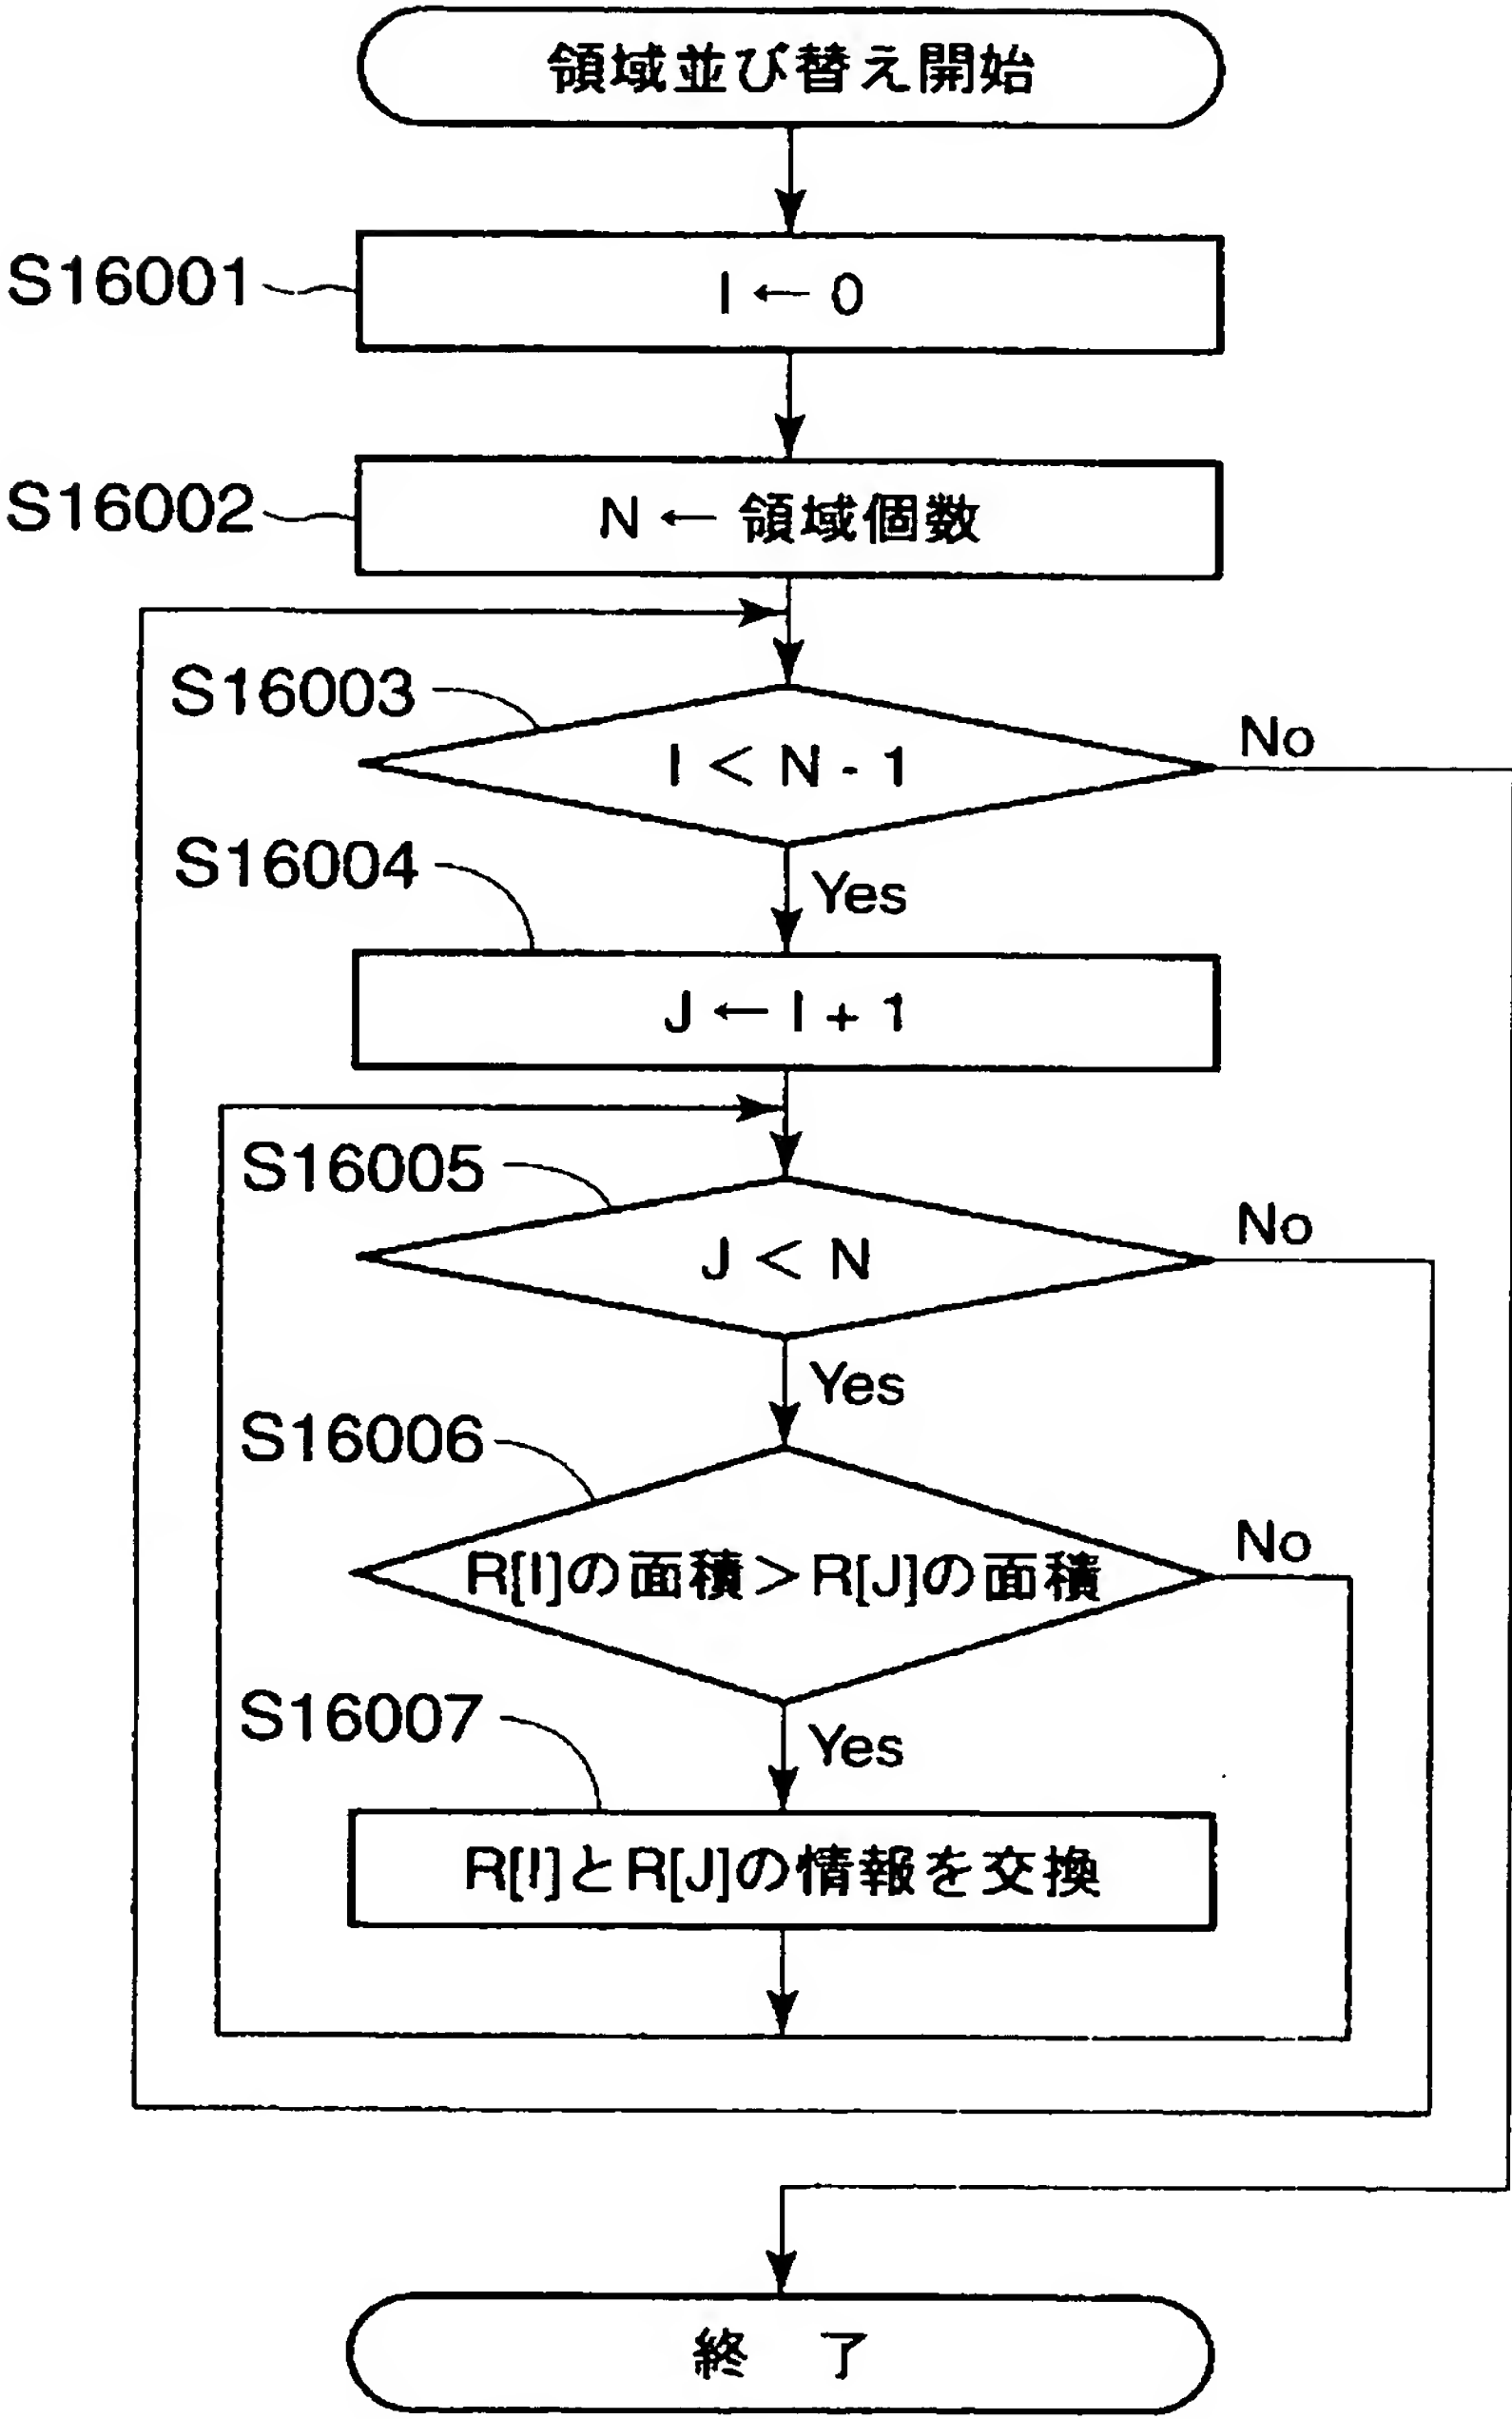 領域並び替え開始
S16001
I ← 0
S16002
N ← 領域個数
S16003
I < N - 1
No
S16004
Yes
J ← I + 1
S16005
J < N
No
Yes
S16006
R[I]の面積 > R[J]の面積
No
S16007
Yes
R[I]とR[J]の情報を交換
終 了